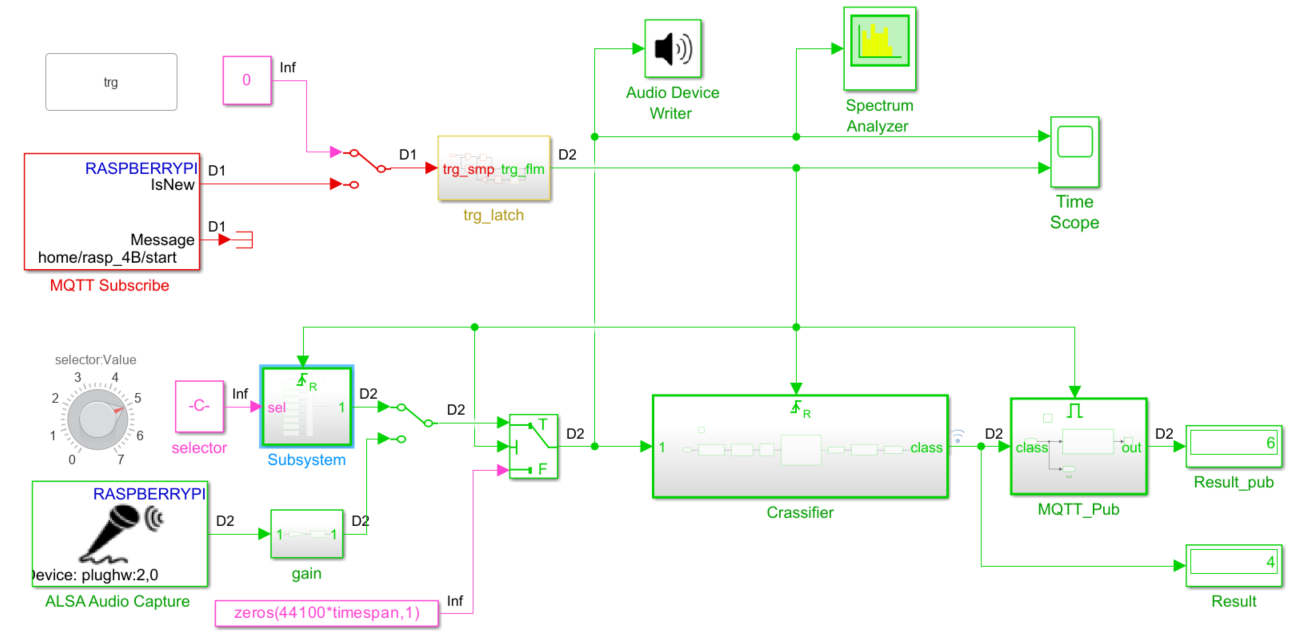 trg
0
Inf
RASPBERRYPI
IsNew
D1
Message
D1
home/rasp_4B/start
MQTT Subscribe
D1
trg_smp trg_flm
D2
trg_latch
Audio Device
Writer
Spectrum
Analyzer
Time
Scope
selector:Value
0
1
2
3
4
5
6
7
-C-
Inf
selector
R
sel
1
D2
Subsystem
D2
T
F
D2
R
1
class
Crassifier
D2
class
out
D2
MQTT_Pub
6
Result_pub
4
Result
RASPBERRYPI
D2
Device: plughw:2,0
ALSA Audio Capture
1
1
D2
gain
zeros(44100*timespan,1)
Inf